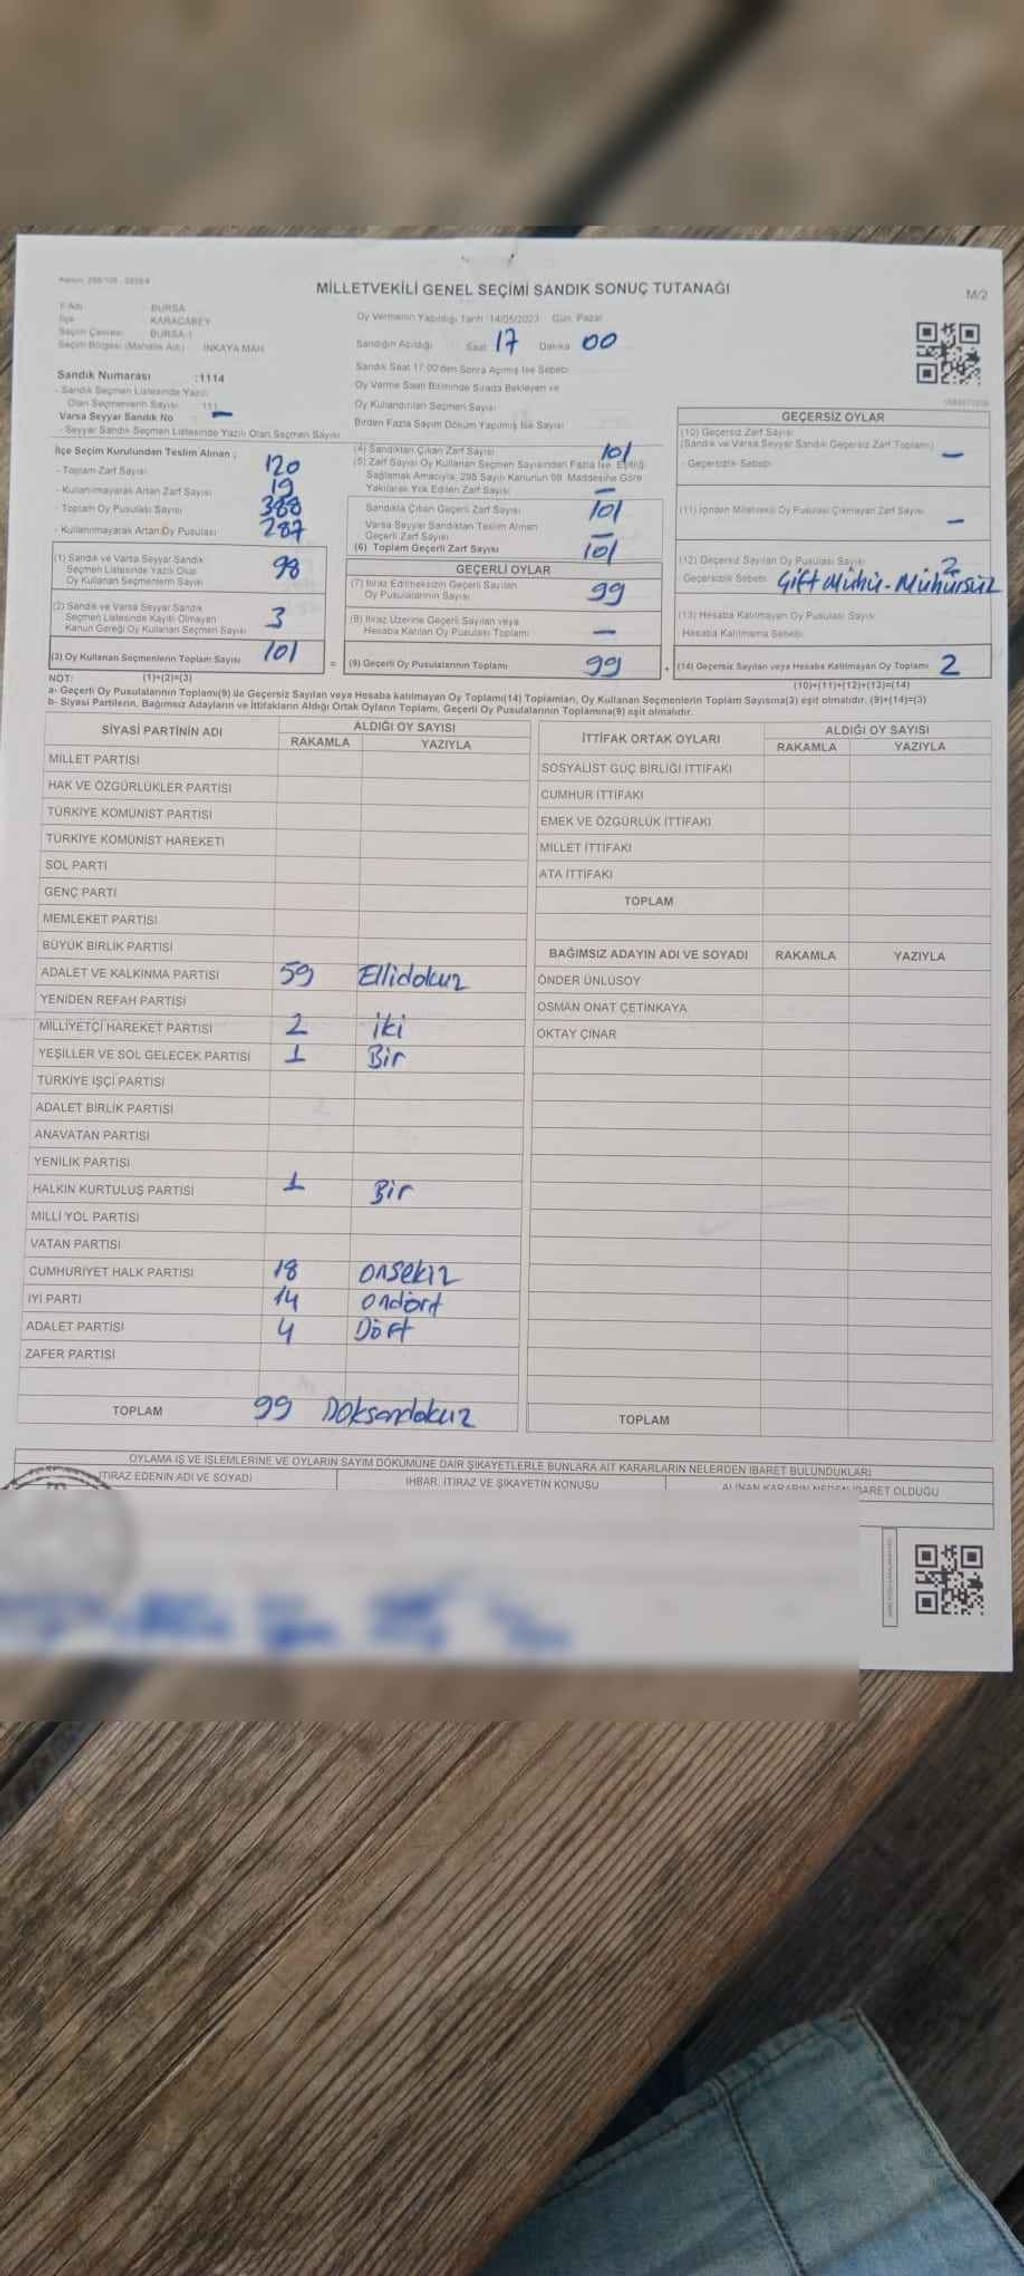 MİLLETVEKİLİ GENEL SEÇİMİ SANDIK SONUÇ TUTANAĞI
M/2
İl Adı : BURSA
İlçe : KARACABEY
Seçim Çevresi : BURSA-1
Seçim Bölgesi (Mahalle Adı) : İNKAYA MAH
Oy Vermenin Yapıldığı Tarih :14/05/2023 Gün: Pazar
Sandığın Açıldığı Saat 17 Dakika 00
Sandık Saat 17:00'den Sonra Açılmış İse Sebebi
Oy Verme Süresi Bitiminde Sırada Bekleyen ve
Oy Kullandırılan Seçmen Sayısı
Birden Fazla Sayım Döküm Yapılmış İse Sayısı
Sandık Numarası :1114
- Sandık Seçmen Listesinde Yazılı
Olan Seçmenlerin Sayısı 111
Varsa Seyyar Sandık No —
- Seyyar Sandık Seçmen Listesinde Yazılı Olan Seçmen Sayısı
İlçe Seçim Kurulundan Teslim Alınan ;
- Toplam Zarf Sayısı 120
- Kullanılmayarak Artan Zarf Sayısı 19
- Toplam Oy Pusulası Sayısı 388
- Kullanılmayarak Artan Oy Pusulası 287
(1) Sandık ve Varsa Seyyar Sandık
Seçmen Listesinde Yazılı Olup
Oy Kullanan Seçmenlerin Sayısı 98
(2) Sandık ve Varsa Seyyar Sandık
Seçmen Listesinde Kayıtlı Olmayan
Kanun Gereği Oy Kullanan Seçmen Sayısı 3
(3) Oy Kullanan Seçmenlerin Toplam Sayısı 101
(4) Sandıktan Çıkan Zarf Sayısı 101
(5) Zarf Sayısı Oy Kullanan Seçmen Sayısından Fazla İse, Eşitliği
Sağlamak Amacıyla, 298 Sayılı Kanunun 98. Maddesine Göre
Yakılarak Yok Edilen Zarf Sayısı —
Sandıkta Çıkan Geçerli Zarf Sayısı 101
Varsa Seyyar Sandıktan Teslim Alınan
Geçerli Zarf Sayısı —
(6) Toplam Geçerli Zarf Sayısı 101
GEÇERLİ OYLAR
(7) İtiraz Edilmeksizin Geçerli Sayılan
Oy Pusulalarının Sayısı 99
(8) İtiraz Üzerine Geçerli Sayılan veya
Hesaba Katılan Oy Pusulası Toplamı —
= (9) Geçerli Oy Pusulalarının Toplamı 99
GEÇERSİZ OYLAR
(10) Geçersiz Zarf Sayısı
(Sandık ve Varsa Seyyar Sandık Geçersiz Zarf Toplamı) —
Geçersizlik Sebebi
(11) İçinden Milletvekili Oy Pusulası Çıkmayan Zarf Sayısı —
(12) Geçersiz Sayılan Oy Pusulası Sayısı 2
Geçersizlik Sebebi Çift Mühür - Mühürsüz
(13) Hesaba Katılmayan Oy Pusulası Sayısı
Hesaba Katılmama Sebebi
+ (14) Geçersiz Sayılan veya Hesaba Katılmayan Oy Toplamı 2
NOT: (1)+(2)=(3)
(10)+(11)+(12)+(13)=(14)
a- Geçerli Oy Pusulalarının Toplamı(9) ile Geçersiz Sayılan veya Hesaba katılmayan Oy Toplamı(14) Toplamları, Oy Kullanan Seçmenlerin Toplam Sayısına(3) eşit olmalıdır. (9)+(14)=(3)
b- Siyasi Partilerin, Bağımsız Adayların ve İttifakların Aldığı Ortak Oyların Toplamı, Geçerli Oy Pusulalarının Toplamına(9) eşit olmalıdır.
SİYASİ PARTİNİN ADI
ALDIĞI OY SAYISI
RAKAMLA YAZIYLA
MİLLET PARTİSİ
HAK VE ÖZGÜRLÜKLER PARTİSİ
TÜRKİYE KOMÜNİST PARTİSİ
TÜRKİYE KOMÜNİST HAREKETİ
SOL PARTİ
GENÇ PARTİ
MEMLEKET PARTİSİ
BÜYÜK BİRLİK PARTİSİ
ADALET VE KALKINMA PARTİSİ 59 Ellidokuz
YENİDEN REFAH PARTİSİ
MİLLİYETÇİ HAREKET PARTİSİ 2 iki
YEŞİLLER VE SOL GELECEK PARTİSİ 1 Bir
TÜRKİYE İŞÇİ PARTİSİ
ADALET BİRLİK PARTİSİ
ANAVATAN PARTİSİ
YENİLİK PARTİSİ
HALKIN KURTULUŞ PARTİSİ 1 Bir
MİLLİ YOL PARTİSİ
VATAN PARTİSİ
CUMHURİYET HALK PARTİSİ 18 onsekiz
İYİ PARTİ 14 ondört
ADALET PARTİSİ 4 Dört
ZAFER PARTİSİ
TOPLAM 99 Doksandokuz
İTTİFAK ORTAK OYLARI
ALDIĞI OY SAYISI
RAKAMLA YAZIYLA
SOSYALİST GÜÇ BİRLİĞİ İTTİFAKI
CUMHUR İTTİFAKI
EMEK VE ÖZGÜRLÜK İTTİFAKI
MİLLET İTTİFAKI
ATA İTTİFAKI
TOPLAM
BAĞIMSIZ ADAYIN ADI VE SOYADI RAKAMLA YAZIYLA
ÖNDER ÜNLÜSOY
OSMAN ONAT ÇETİNKAYA
OKTAY ÇINAR
TOPLAM
OYLAMA İŞ VE İŞLEMLERİNE VE OYLARIN SAYIM DÖKÜMÜNE DAİR ŞİKAYETLERLE BUNLARA AİT KARARLARIN NELERDEN İBARET BULUNDUKLARI
İTİRAZ EDENİN ADI VE SOYADI
İHBAR, İTİRAZ VE ŞİKAYETİN KONUSU
ALINAN KARARIN NEDEN İBARET OLDUĞU